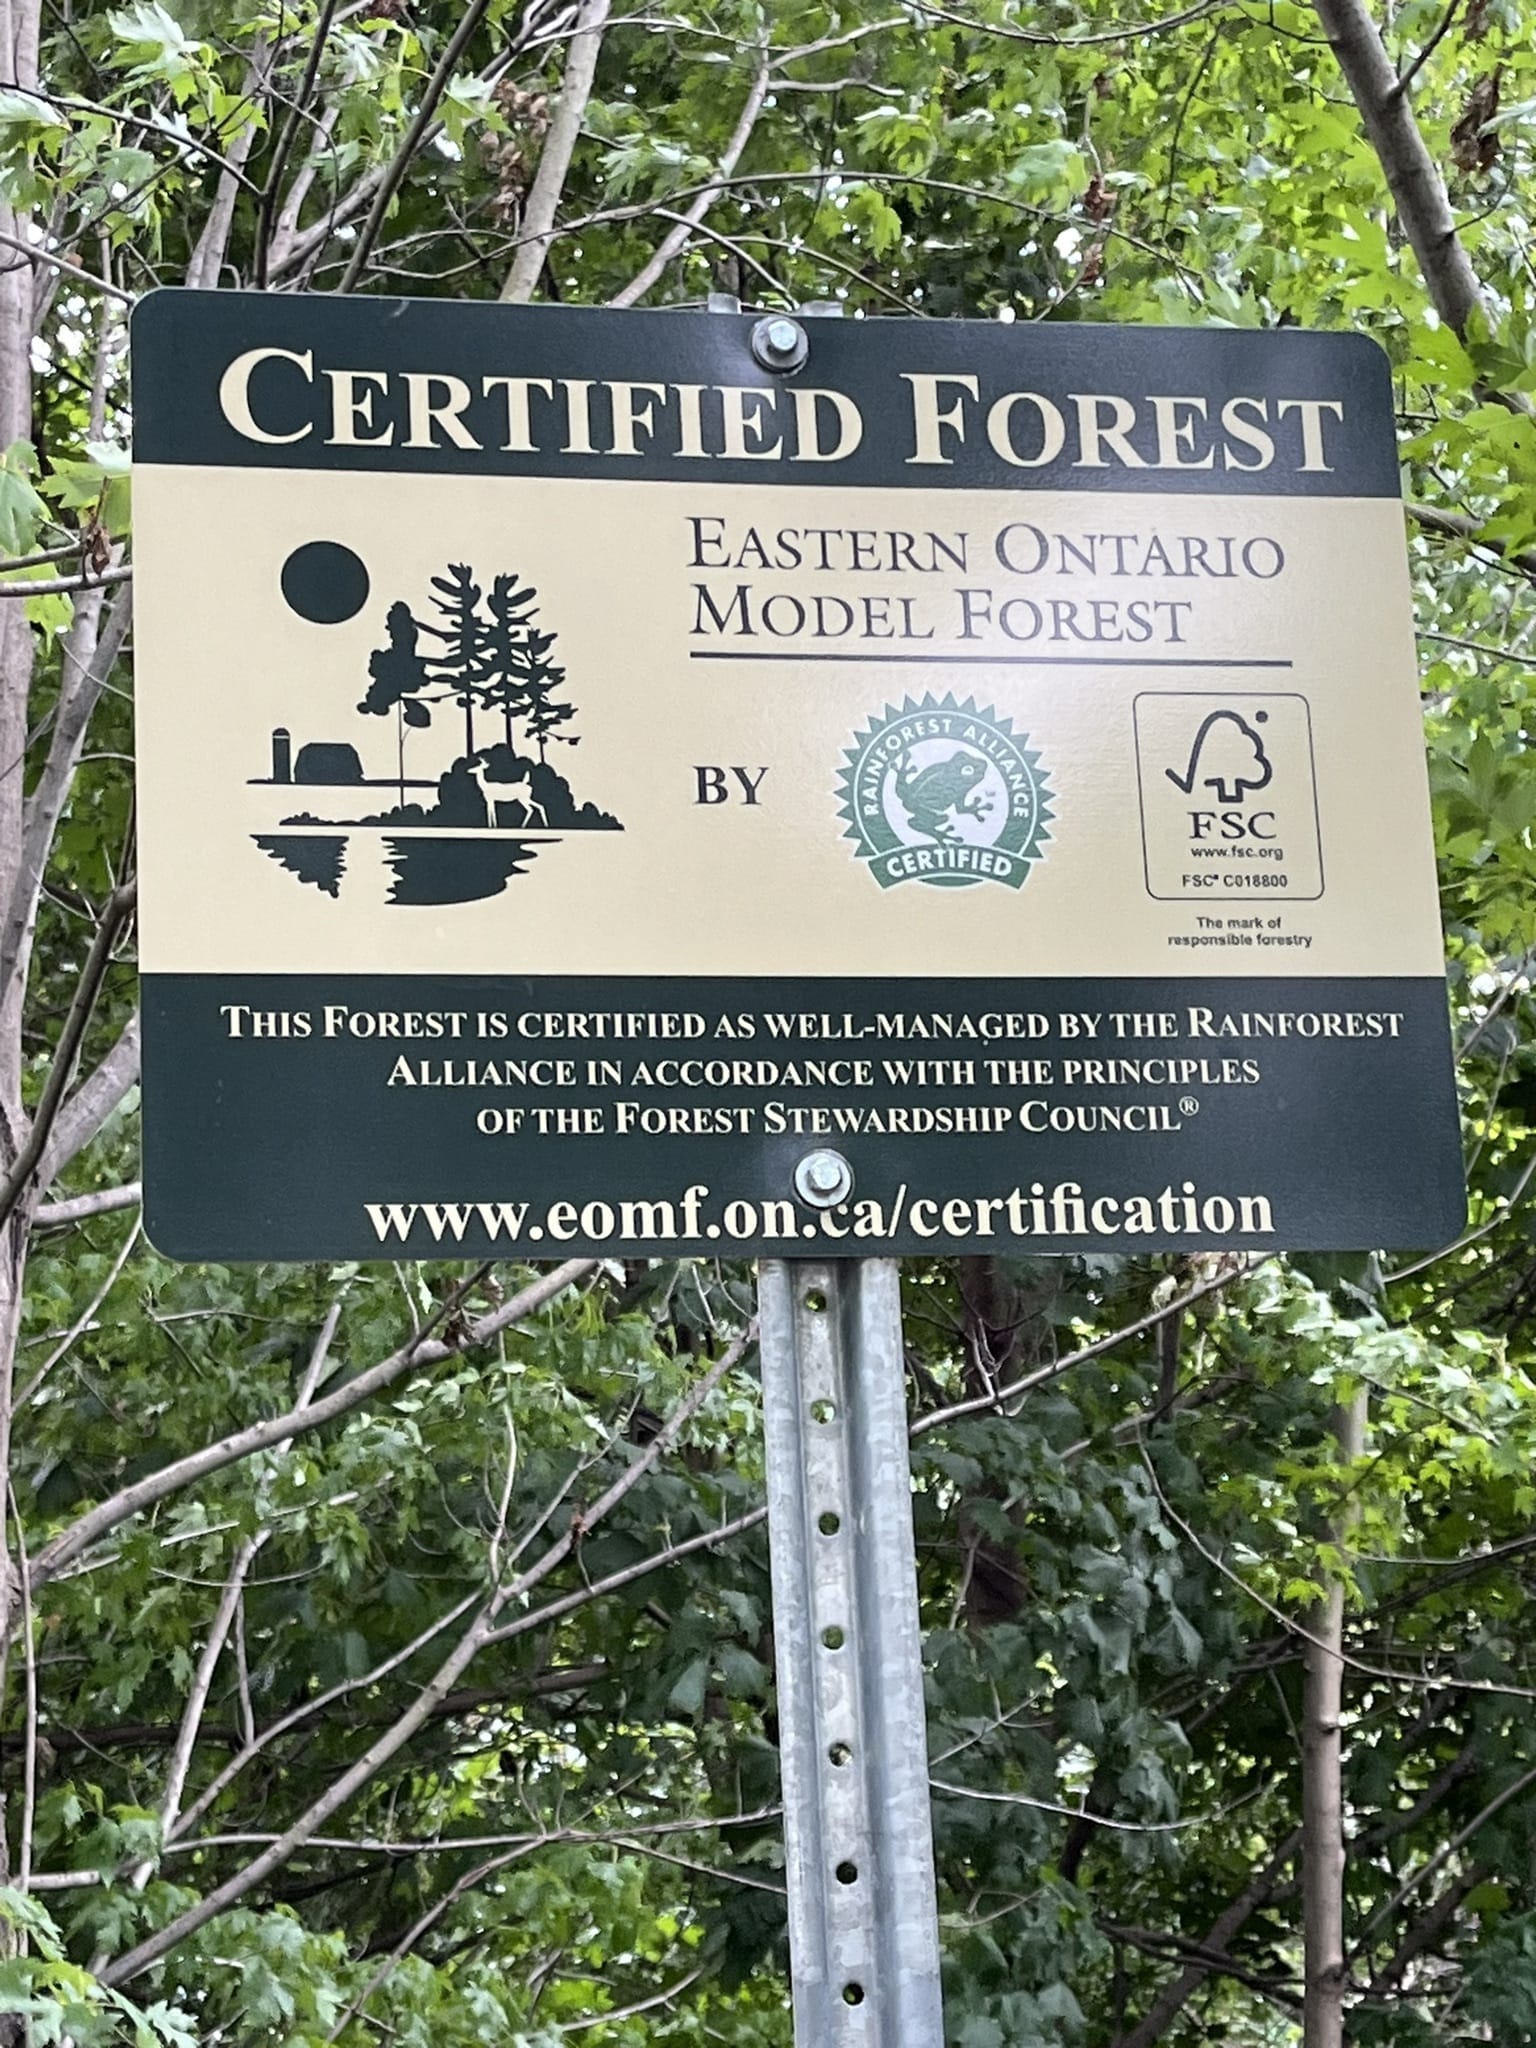 CERTIFIED FOREST
EASTERN ONTARIO
MODEL FOREST
BY
RAINFOREST ALLIANCE
CERTIFIED
FSC
www.fsc.org
FSC® C018800
The mark of
responsible forestry
THIS FOREST IS CERTIFIED AS WELL-MANAGED BY THE RAINFOREST
ALLIANCE IN ACCORDANCE WITH THE PRINCIPLES
OF THE FOREST STEWARDSHIP COUNCIL®
www.eomf.on.ca/certification